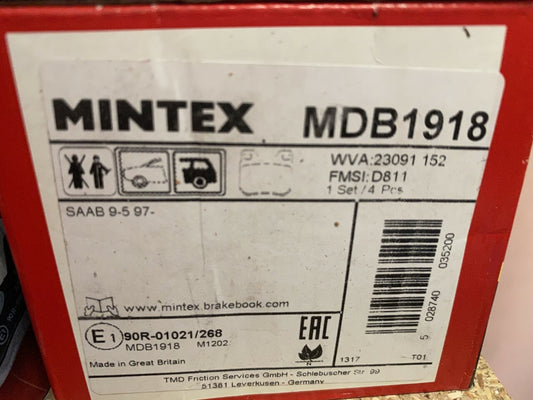 MINTEX MDB1918
WVA:23091 152
FMSI: D811
1 Set / 4 Pcs
SAAB 9-5 97-
www.mintex brakebook.com
E1 90R-01021/268
MDB1918 M1202
Made in Great Britain
EAC
1317 T01
5 028740 035200
TMD Friction Services GmbH - Schlebuscher Str. 99
51381 Leverkusen - Germany